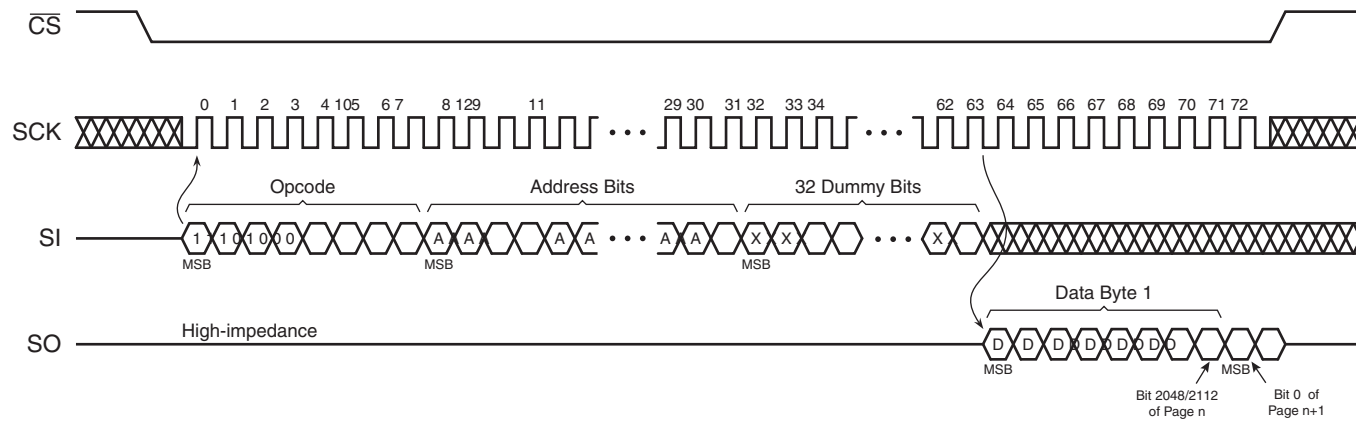 CS
0 1 2 3 4 105 6 7 8 129 11 29 30 31 32 33 34 62 63 64 65 66 67 68 69 70 71 72
SCK
Opcode Address Bits 32 Dummy Bits
SI 1 1 1 0 1 0 0 0 A A A A A A A A A X X X
MSB MSB MSB
Data Byte 1
High-impedance
SO D D D D D D D D D D
MSB MSB
Bit 2048/2112 of Page n
Bit 0 of Page n+1